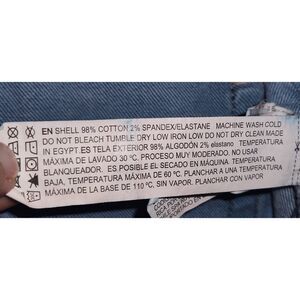 EN SHELL 98% COTTON 2% SPANDEX/ELASTANE MACHINE WASH COLD
DO NOT BLEACH TUMBLE DRY LOW IRON LOW DO NOT DRY CLEAN MADE
IN EGYPT.ES TELA EXTERIOR 98% ALGODÓN 2% elastano TEMPERATURA
MÁXIMA DE LAVADO 30 ºC. PROCESO MUY MODERADO. NO USAR
BLANQUEADOR. ES POSIBLE EL SECADO EN MÁQUINA TEMPERATURA
BAJA, TEMPERATURA MÁXIMA DE 60 ºC. PLANCHAR A UNA TEMPERATURA
MÁXIMA DE LA BASE DE 110 ºC, SIN VAPOR. PLANCHAR CON VAPOR